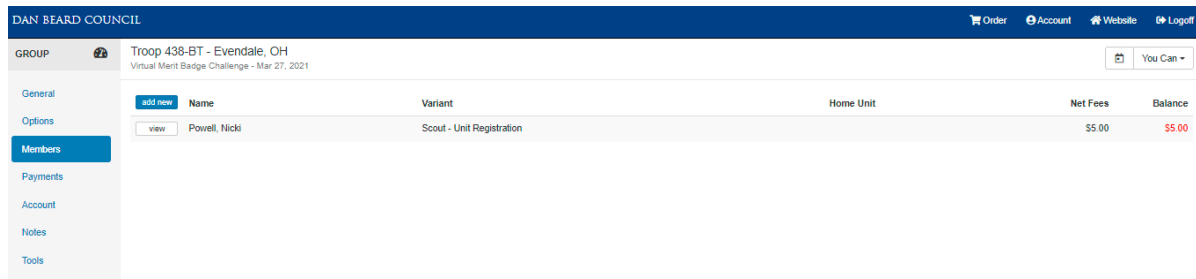 DAN BEARD COUNCIL Order Account Website Logoff
GROUP
Troop 438-BT - Evendale, OH
Virtual Merit Badge Challenge - Mar 27, 2021
You Can
General
Options
Members
Payments
Account
Notes
Tools
add new Name Variant Home Unit Net Fees Balance
view Powell, Nicki Scout - Unit Registration $5.00 $5.00